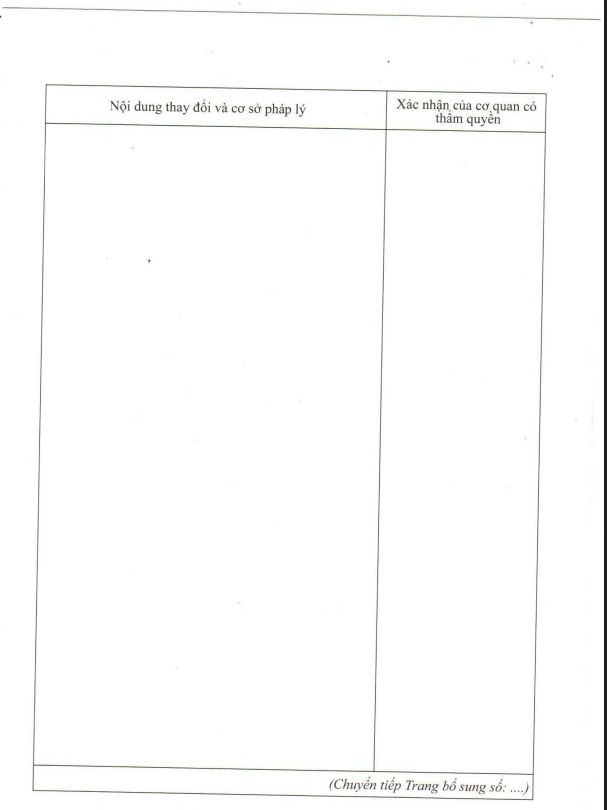 Nội dung thay đổi và cơ sở pháp lý
Xác nhận của cơ quan có
thẩm quyền
(Chuyển tiếp Trang bổ sung số: ....)